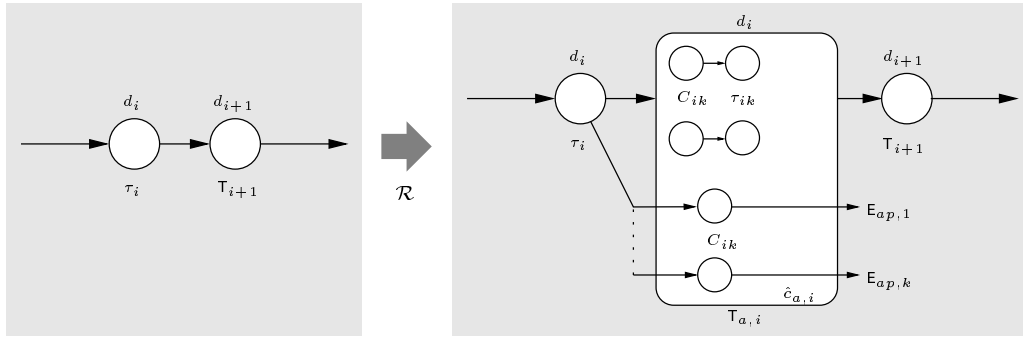 d_i d_{i+1}
τ_i T_{i+1}
ℛ
d_i
d_i d_{i+1}
C_{ik} τ_{ik}
τ_i T_{i+1}
E_{ap,1}
C_{ik}
E_{ap,k}
ĉ_{a,i}
T_{a,i}